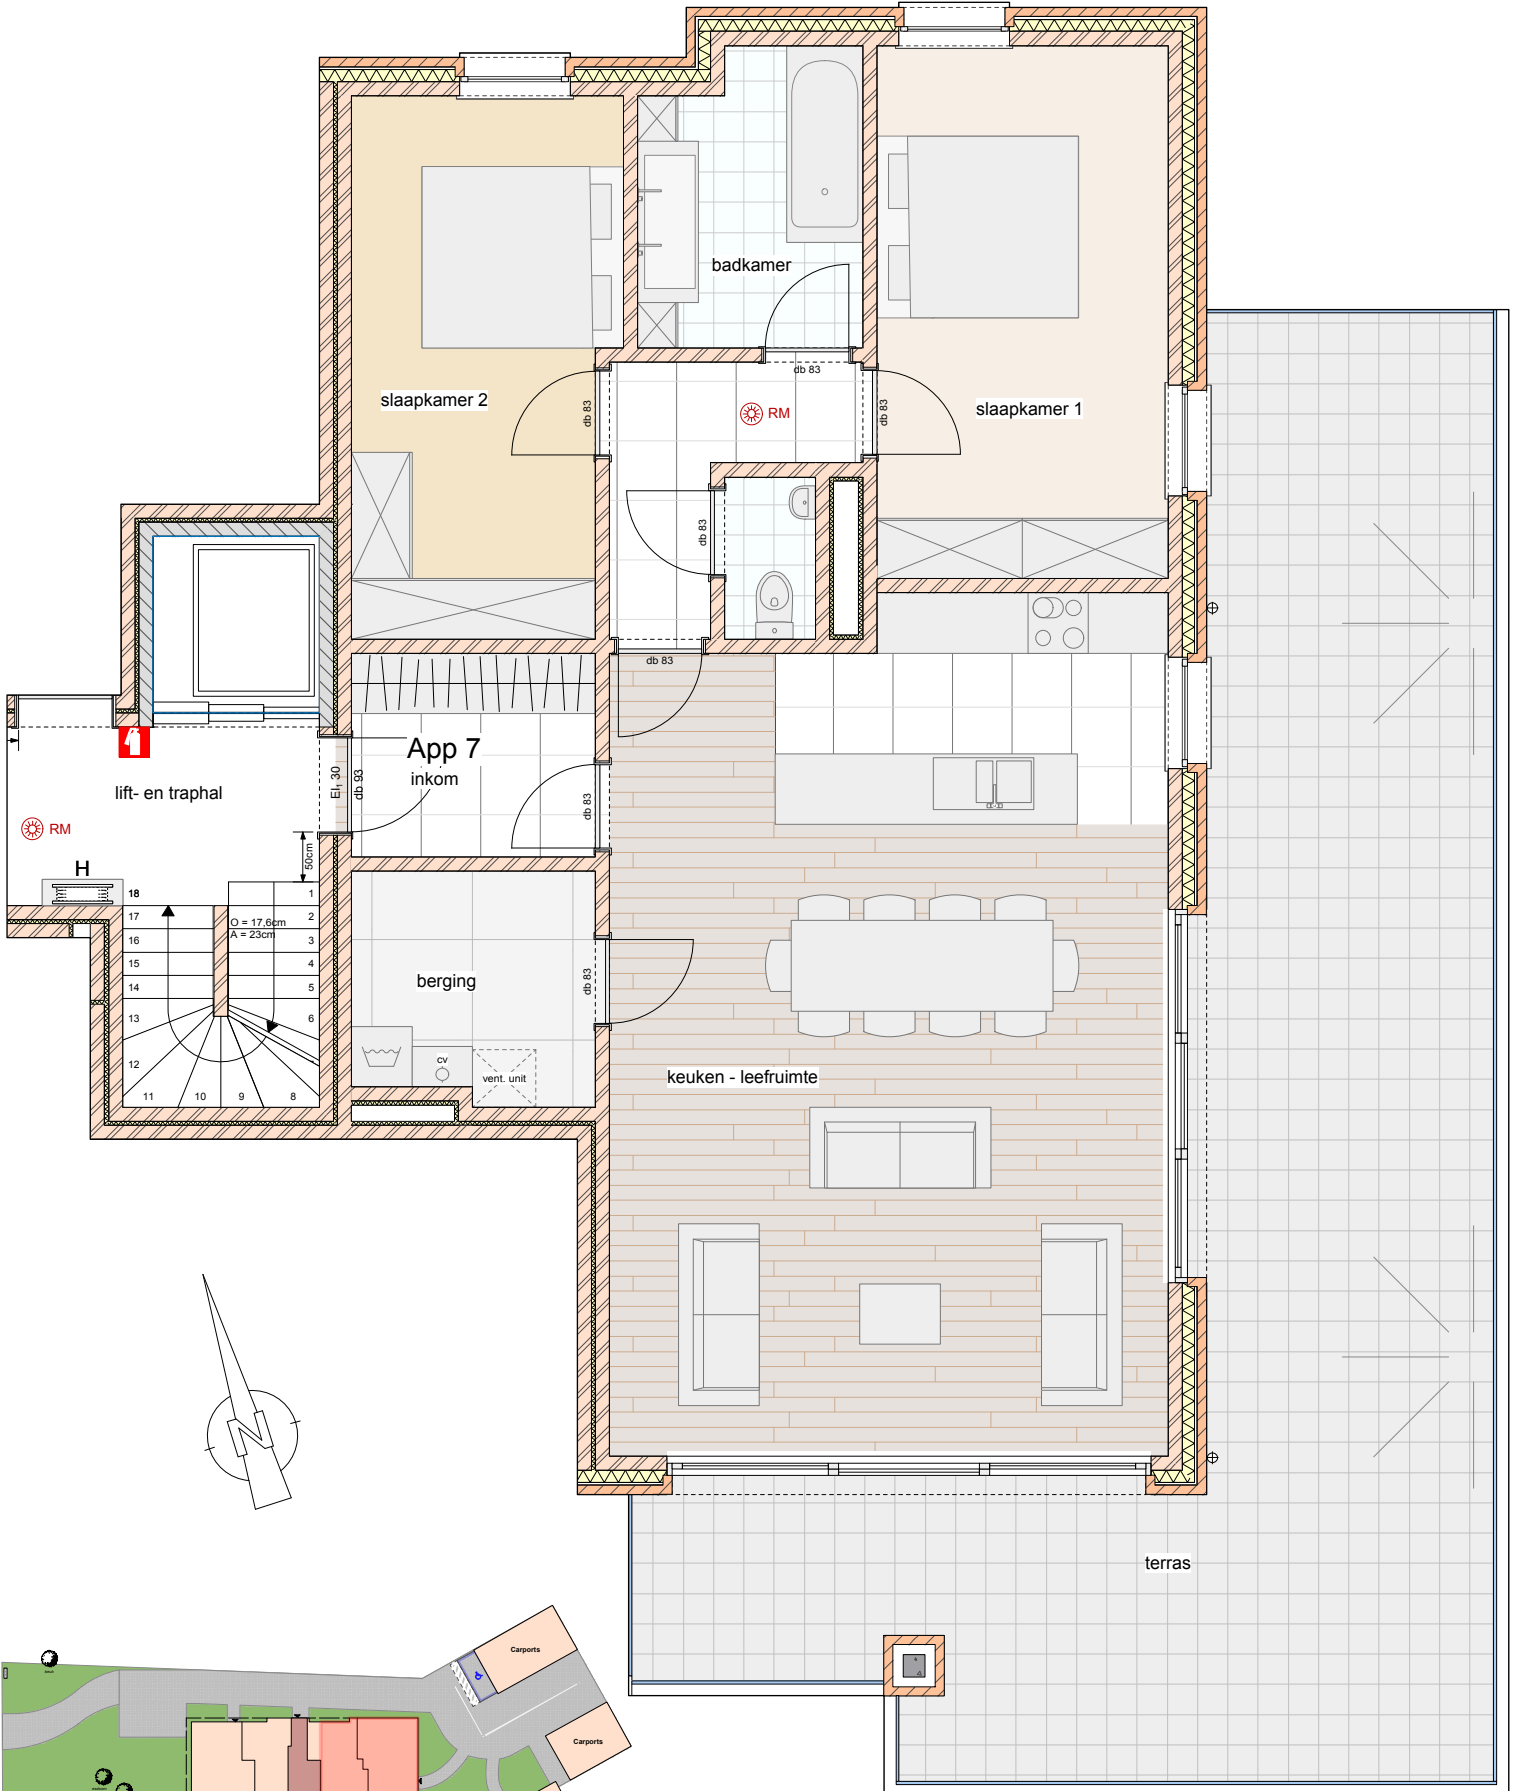 badkamer
db 83
slaapkamer 2
db 83
RM
db 83
slaapkamer 1
db 83
db 83
App 7
inkom
EI₁ 30
db 93
db 83
lift- en traphal
RM
50cm
H
18
1
17
2
O = 17,6cm
A = 23cm
16
3
15
4
14
5
13
6
12
11
10
9
8
berging
db 83
cv
vent. unit
keuken - leefruimte
N
terras
Carports
Carports